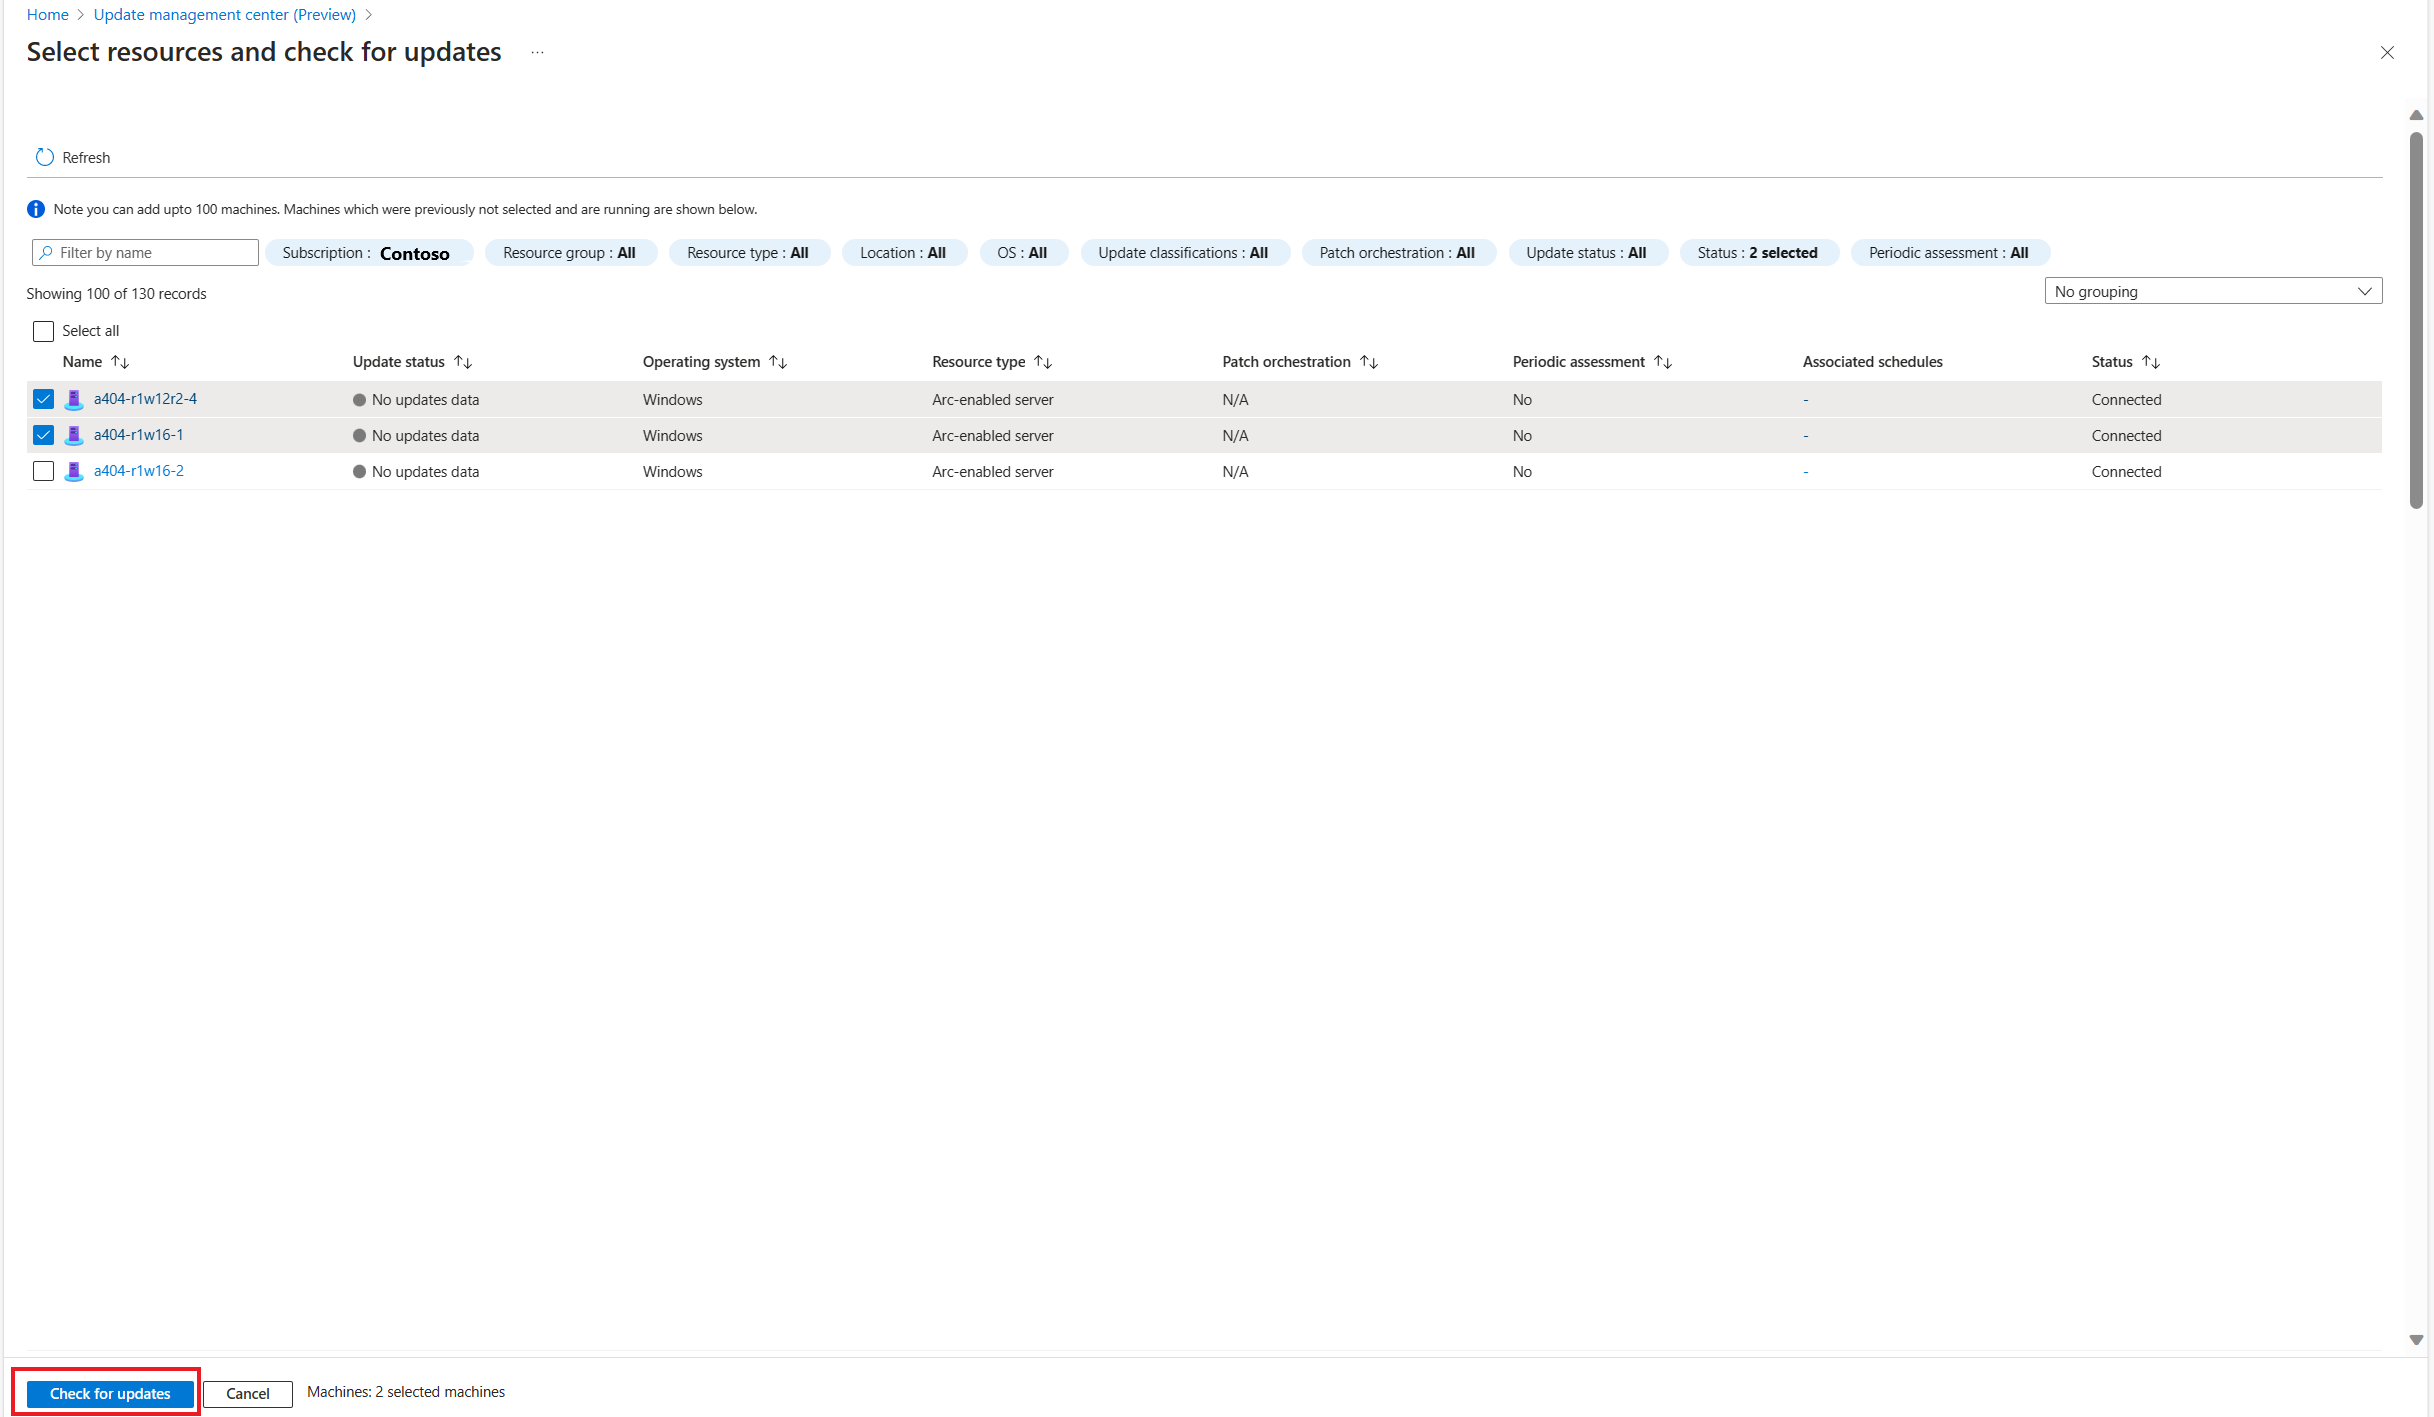 Home > Update management center (Preview) >
Select resources and check for updates ...
Refresh
Note you can add upto 100 machines. Machines which were previously not selected and are running are shown below.
Filter by name Subscription : Contoso Resource group : All Resource type : All Location : All OS : All Update classifications : All Patch orchestration : All Update status : All Status : 2 selected Periodic assessment : All
Showing 100 of 130 records No grouping
Select all
Name ↑↓ Update status ↑↓ Operating system ↑↓ Resource type ↑↓ Patch orchestration ↑↓ Periodic assessment ↑↓ Associated schedules Status ↑↓
a404-r1w12r2-4 No updates data Windows Arc-enabled server N/A No - Connected
a404-r1w16-1 No updates data Windows Arc-enabled server N/A No - Connected
a404-r1w16-2 No updates data Windows Arc-enabled server N/A No - Connected
Check for updates Cancel Machines: 2 selected machines